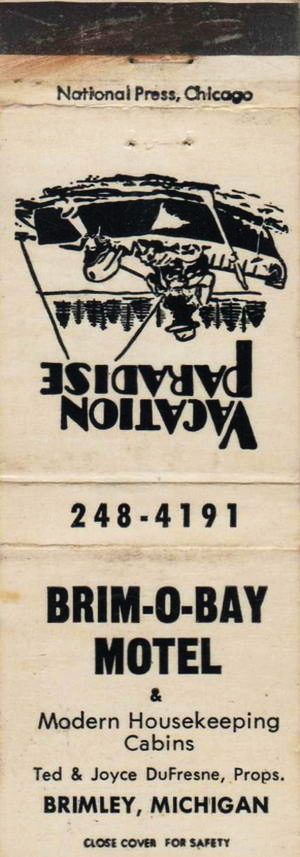 National Press, Chicago
VACATION
PARADISE
248-4191
BRIM-O-BAY
MOTEL
&
Modern Housekeeping
Cabins
Ted & Joyce DuFresne, Props.
BRIMLEY, MICHIGAN
CLOSE COVER FOR SAFETY